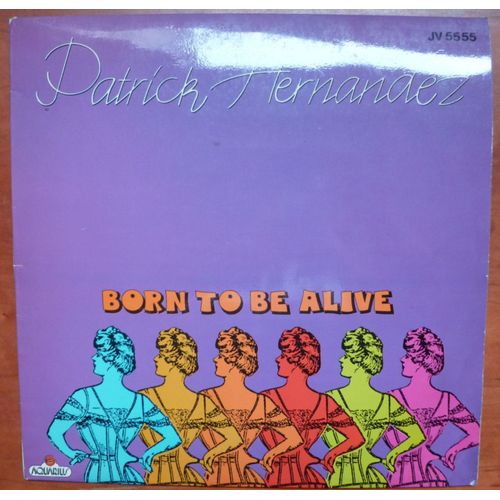 JV 5555
Patrick Hernandez
BORN TO BE ALIVE
AQUARIUS